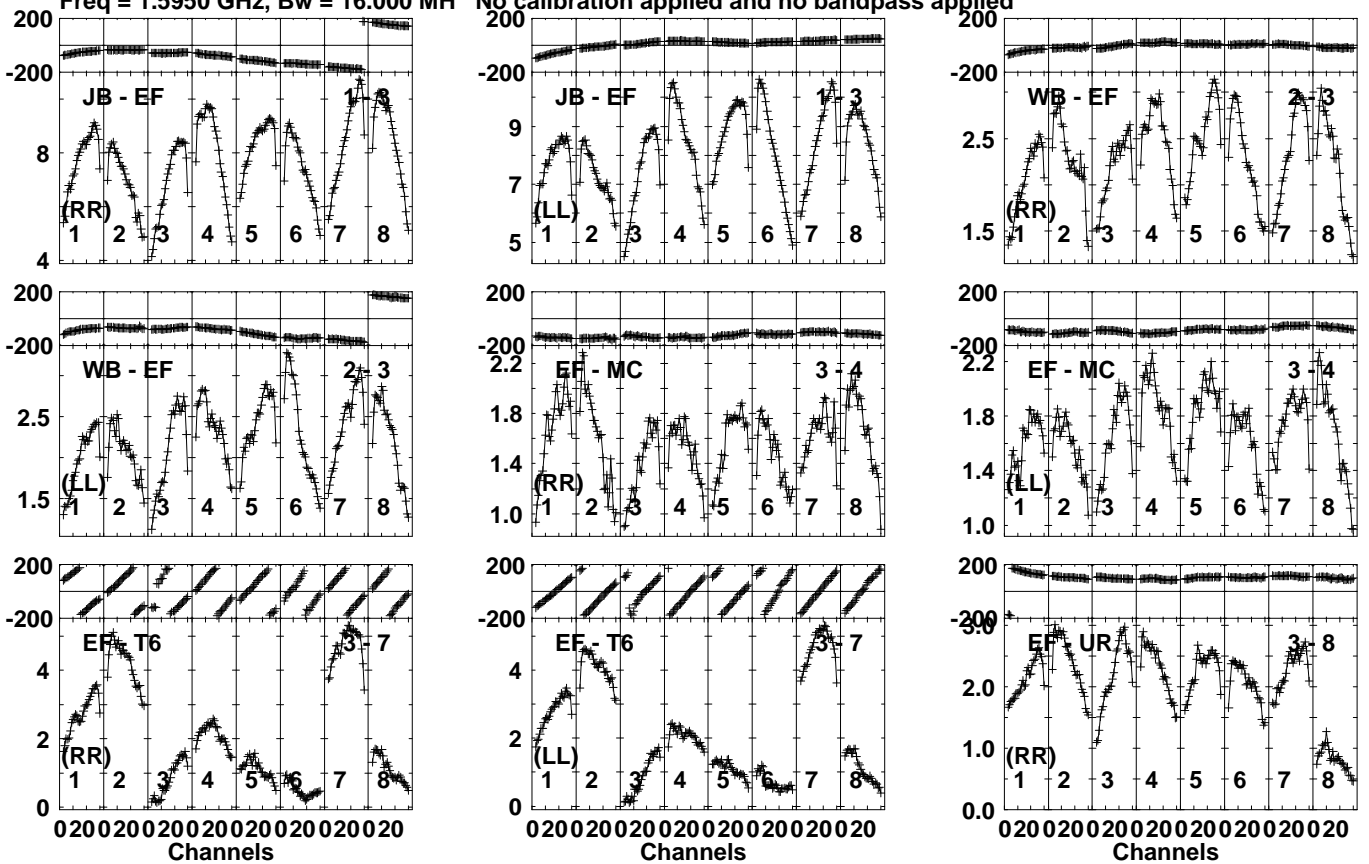 Freq = 1.5950 GHz, Bw = 16.000 MH No calibration applied and no bandpass applied
200
-200
JB - EF 1 - 3
8
4
(RR)
1 2 3 4 5 6 7 8
JB - EF 1 - 3
9
7
5
(LL)
1 2 3 4 5 6 7 8
200
-200
WB - EF 2 - 3
2.5
1.5
(RR)
1 2 3 4 5 6 7 8
200
-200
WB - EF 2 - 3
2.5
1.5
(LL)
1 2 3 4 5 6 7 8
200
-200
2.2
EF - MC 3 - 4
1.8
1.4
1.0
(RR)
1 2 3 4 5 6 7 8
200
-200
2.2
EF - MC 3 - 4
1.8
1.4
1.0
(LL)
1 2 3 4 5 6 7 8
200
-200
EF - T6 3 - 7
4
2
0
(RR)
1 2 3 4 5 6 7 8
020020020020020020020020
Channels
200
-200
EF - T6 3 - 7
4
2
0
(LL)
1 2 3 4 5 6 7 8
020020020020020020020020
Channels
200
-200
3.0
EF - UR 3 - 8
2.0
1.0
0.0
(RR)
1 2 3 4 5 6 7 8
020020020020020020020020
Channels